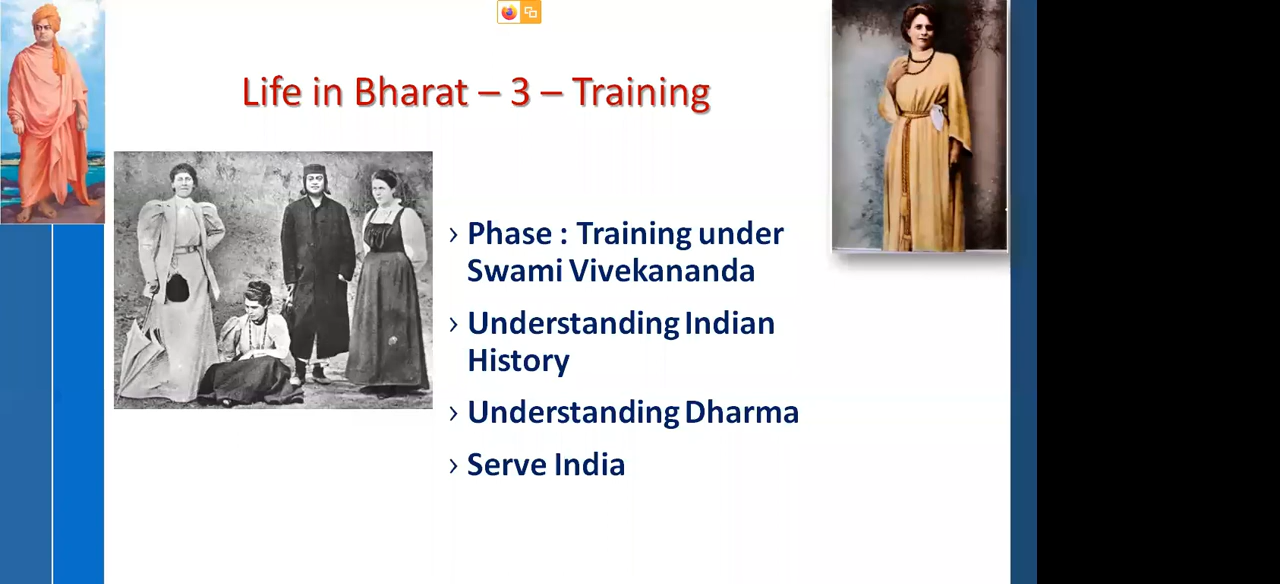 Life in Bharat – 3 – Training
› Phase : Training under
Swami Vivekananda
› Understanding Indian
History
› Understanding Dharma
› Serve India